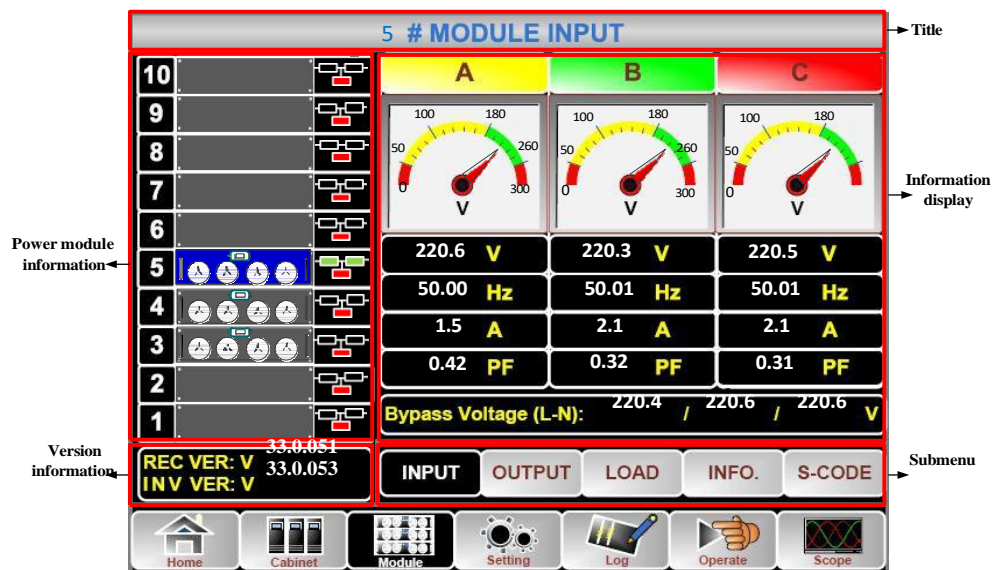 5 # MODULE INPUT
Title
10
9
8
7
6
5
4
3
2
1
Power module
information
A B C
0 50 100 180 260 300
V
0 50 100 180 260 300
V
0 50 100 180 260 300
V
Information
display
220.6 V 220.3 V 220.5 V
50.00 Hz 50.01 Hz 50.01 Hz
1.5 A 2.1 A 2.1 A
0.42 PF 0.32 PF 0.31 PF
Bypass Voltage (L-N): 220.4 / 220.6 / 220.6 V
Version
information
REC VER: V 33.0.051
INV VER: V 33.0.053
INPUT OUTPUT LOAD INFO. S-CODE
Submenu
Home Cabinet Module Setting Log Operate Scope